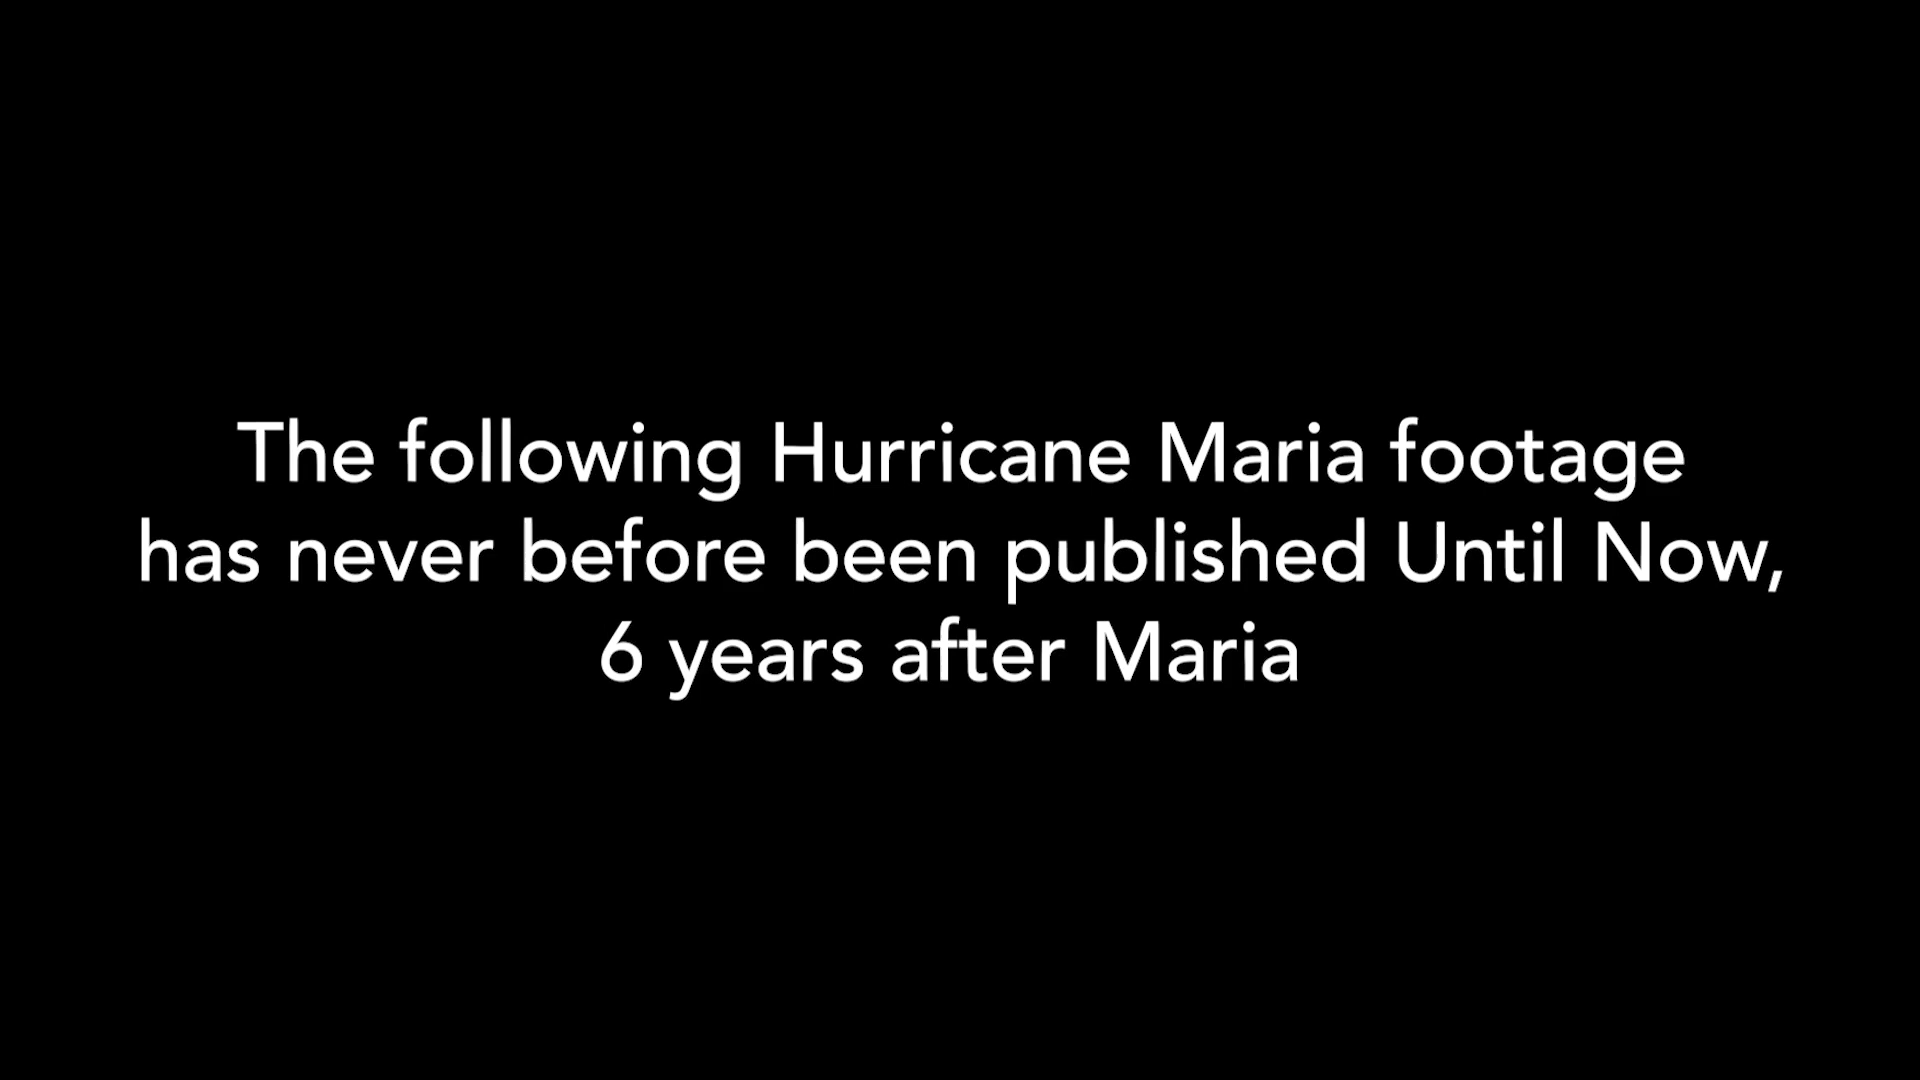 The following Hurricane Maria footage
has never before been published Until Now,
6 years after Maria